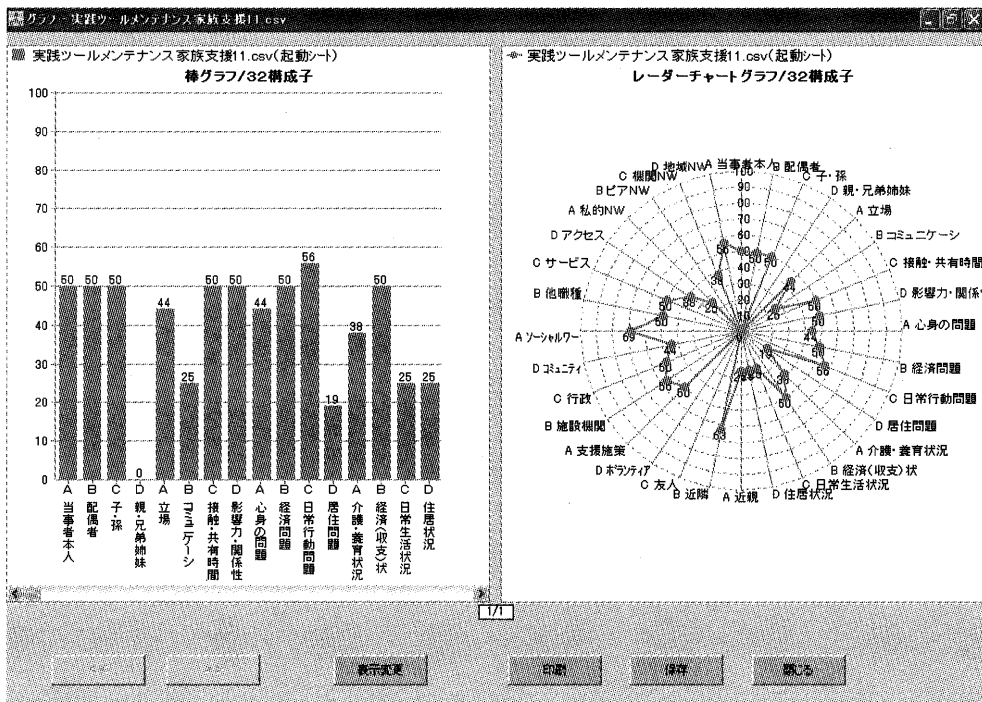 グラフ - 実践ツールメンテナンス家族支援11.csv
実践ツールメンテナンス家族支援11.csv(起動シート)
棒グラフ/32構成子
100
90
80
70
60
50
40
30
20
10
0
50 50 50 0 44 25 50 50 44 50 56 19 38 50 25 25
A B C D A B C D A B C D A B C D
当事者本人
配偶者
子・孫
親・兄弟姉妹
立場
コミュニケーシ
接触・共有時間
影響力・関係性
心身の問題
経済問題
日常行動問題
居住問題
介護・養育状況
経済(収支)状
日常生活状況
住居状況
実践ツールメンテナンス家族支援11.csv(起動シート)
レーダーチャートグラフ/32構成子
A 当事者本人
B 配偶者
C 子・孫
D 親・兄弟姉妹
A 立場
B コミュニケーシ
C 接触・共有時間
D 影響力・関係
A 心身の問題
B 経済問題
C 日常行動問題
D 居住問題
A 介護・養育状況
B 経済(収支)状
C 日常生活状況
D 住居状況
A 近親
B 近隣
C 友人
D ボランティア
A 支援施策
B 施設機関
C 行政
D コミュニティ
A ソーシャルワー
B 他職種
C サービス
D アクセス
A 私的NW
B ピアNW
C 機関NW
D 地域NW
100
90
80
70
60
50
40
30
20
69
63
56
1/1
表示変更
印刷
保存
閉じる